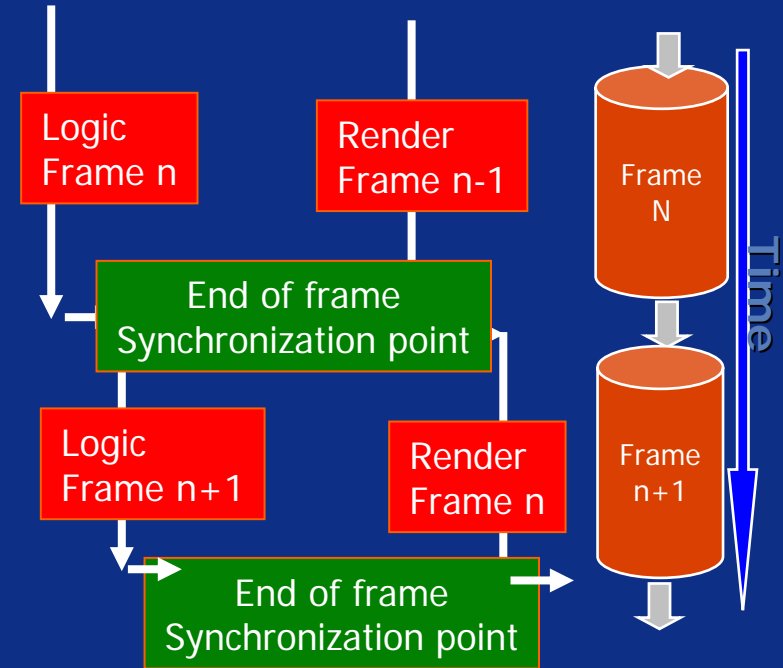 Logic
Frame n
Render
Frame n-1
Frame
N
Time
End of frame
Synchronization point
Logic
Frame n+1
Render
Frame n
Frame
n+1
End of frame
Synchronization point